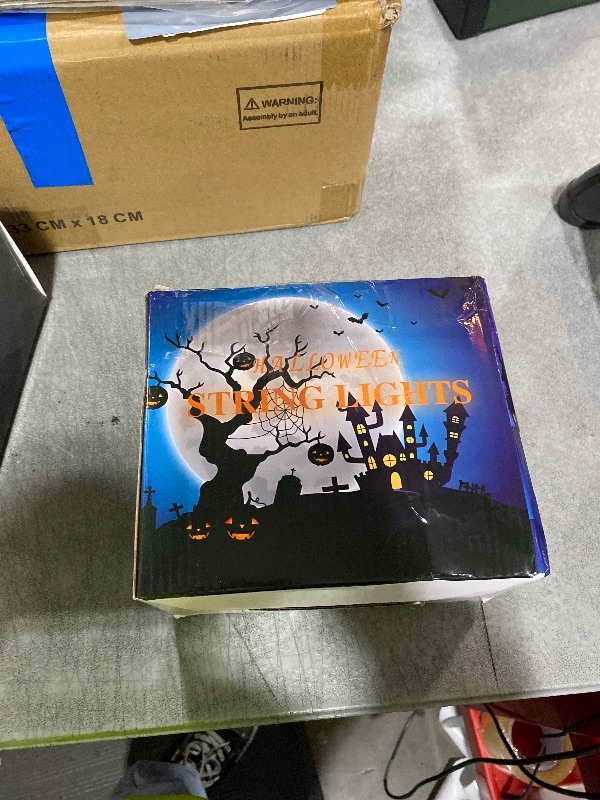 WARNING:
Assembly by an adult.
33 CM x 18 CM
HALLOWEEN
STRING LIGHTS